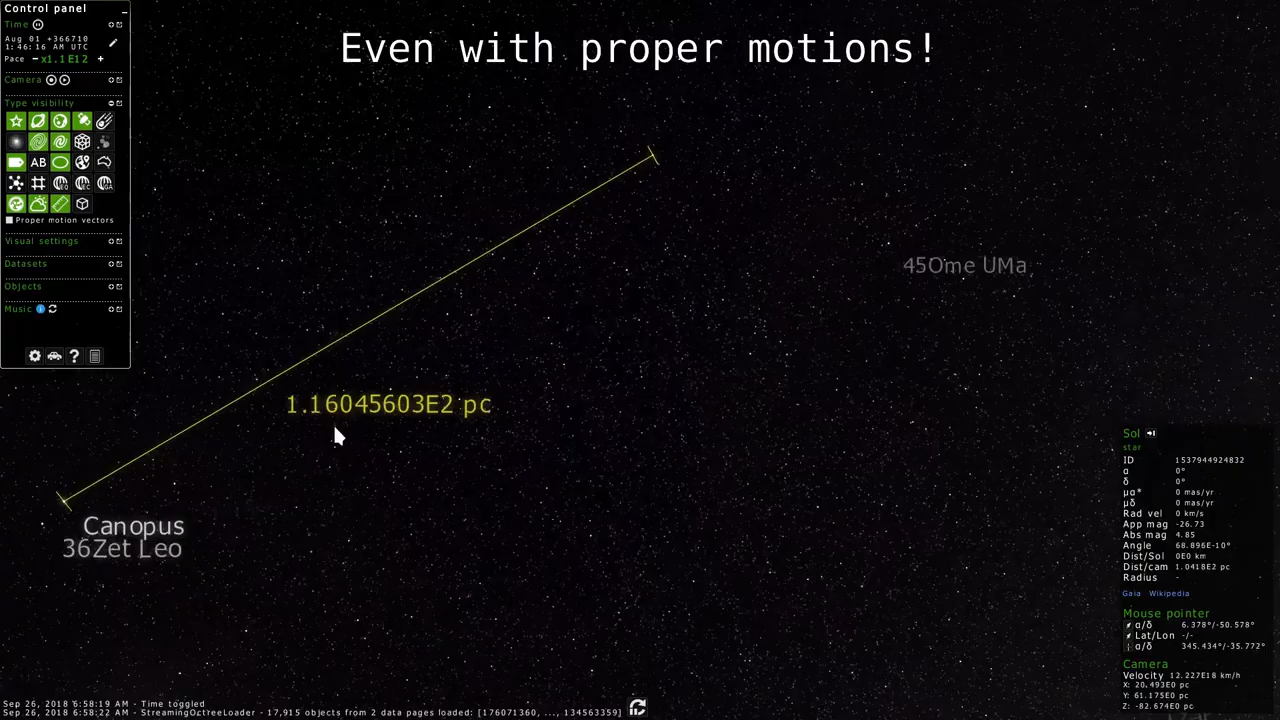 Control panel
Time
Aug 01 +366710
1:46:16 AM UTC
Pace - x1.1E12 +
Camera
Type visibility
AB
Proper motion vectors
Visual settings
Datasets
Objects
Music
?
Even with proper motions!
45Ome UMa
1.16045603E2 pc
Canopus
36Zet Leo
Sol
star
ID 1537944924832
α 0°
δ 0°
μα* 0 mas/yr
μδ 0 mas/yr
Rad vel 0 km/s
App mag -26.73
Abs mag 4.85
Angle 68.896E-10°
Dist/Sol 0E0 km
Dist/cam 1.0418E2 pc
Radius -
Gaia Wikipedia
Mouse pointer
α/δ 6.378°/-50.578°
Lat/Lon -/-
α/δ 345.434°/-35.772°
Camera
Velocity 12.227E18 km/h
X: 20.493E0 pc
Y: 61.175E0 pc
Z: -82.674E0 pc
Sep 26, 2018 6:58:19 AM - Time toggled
Sep 26, 2018 6:58:22 AM - StreamingOctreeLoader - 17,915 objects from 2 data pages loaded: [176071360, ..., 134563359]